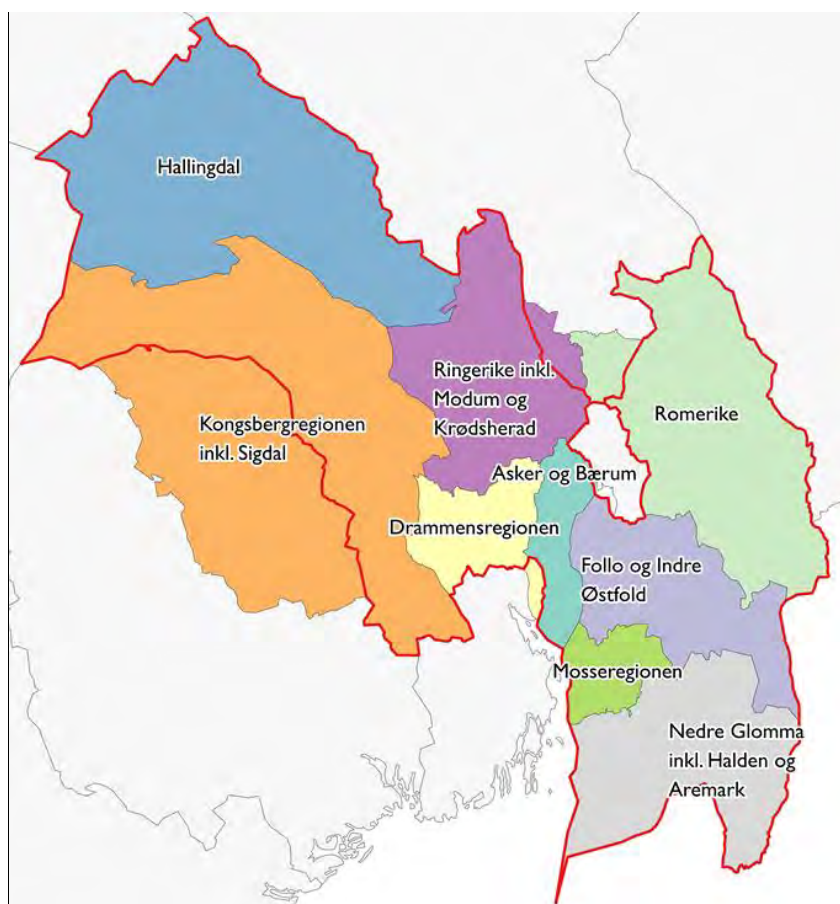 Hallingdal
Ringerike inkl.
Modum og
Krødsherad
Romerike
Kongsbergregionen
inkl. Sigdal
Asker og Bærum
Drammensregionen
Follo og Indre
Østfold
Mosseregionen
Nedre Glomma
inkl. Halden og
Aremark